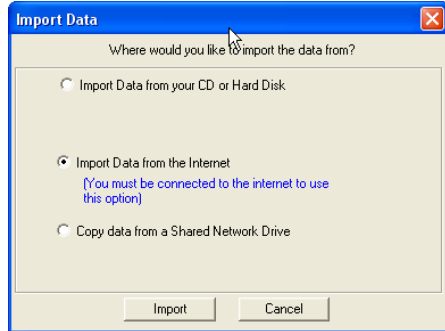 Import Data
Where would you like to import the data from?
Import Data from your CD or Hard Disk
Import Data from the Internet
(You must be connected to the internet to use
this option)
Copy data from a Shared Network Drive
Import
Cancel